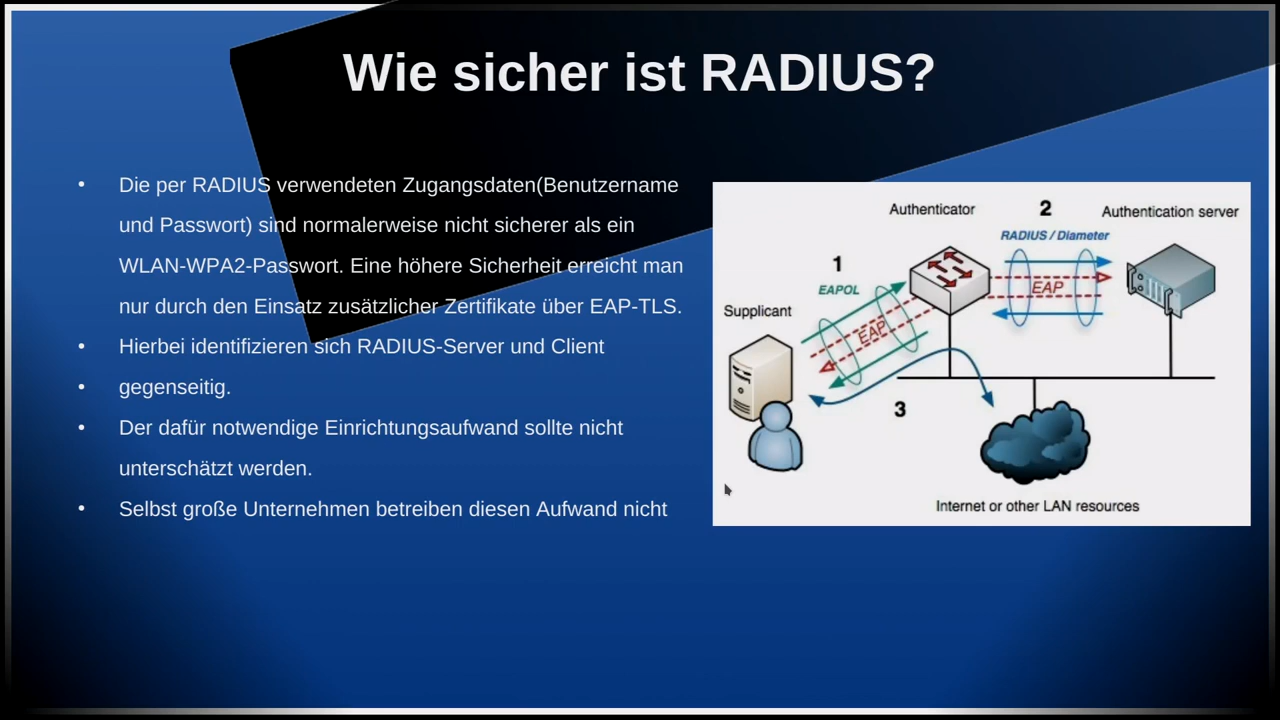 Wie sicher ist RADIUS?
• Die per RADIUS verwendeten Zugangsdaten(Benutzername
und Passwort) sind normalerweise nicht sicherer als ein
WLAN-WPA2-Passwort. Eine höhere Sicherheit erreicht man
nur durch den Einsatz zusätzlicher Zertifikate über EAP-TLS.
• Hierbei identifizieren sich RADIUS-Server und Client
• gegenseitig.
• Der dafür notwendige Einrichtungsaufwand sollte nicht
unterschätzt werden.
• Selbst große Unternehmen betreiben diesen Aufwand nicht
Authenticator
2
Authentication server
RADIUS / Diameter
1
EAPOL
EAP
EAP
Supplicant
3
Internet or other LAN resources